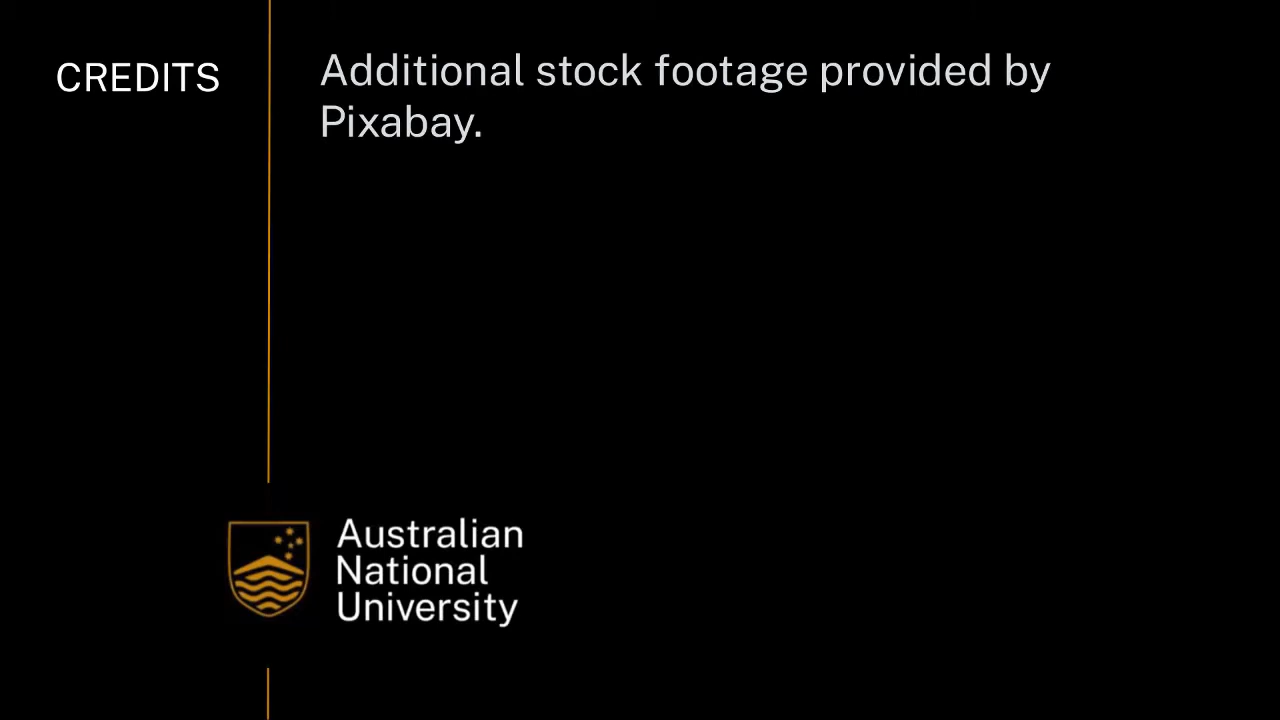 CREDITS
Additional stock footage provided by
Pixabay.
Australian
National
University